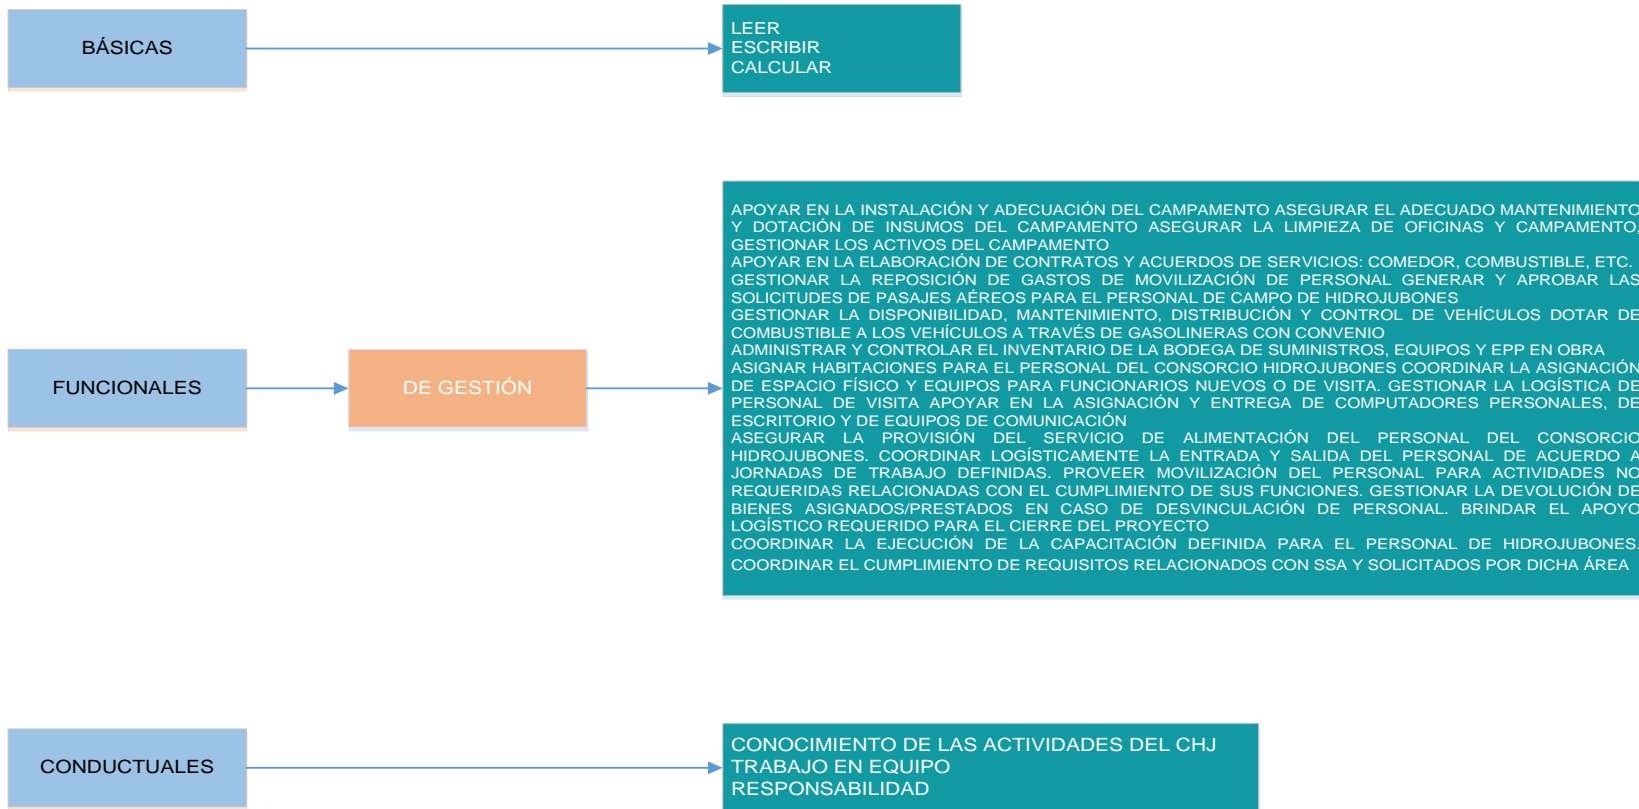 BÁSICAS
LEER
ESCRIBIR
CALCULAR
FUNCIONALES
DE GESTIÓN
APOYAR EN LA INSTALACIÓN Y ADECUACIÓN DEL CAMPAMENTO ASEGURAR EL ADECUADO MANTENIMIENTO
Y DOTACIÓN DE INSUMOS DEL CAMPAMENTO ASEGURAR LA LIMPIEZA DE OFICINAS Y CAMPAMENTO,
GESTIONAR LOS ACTIVOS DEL CAMPAMENTO
APOYAR EN LA ELABORACIÓN DE CONTRATOS Y ACUERDOS DE SERVICIOS: COMEDOR, COMBUSTIBLE, ETC.
GESTIONAR LA REPOSICIÓN DE GASTOS DE MOVILIZACIÓN DE PERSONAL GENERAR Y APROBAR LAS
SOLICITUDES DE PASAJES AÉREOS PARA EL PERSONAL DE CAMPO DE HIDROJUBONES
GESTIONAR LA DISPONIBILIDAD, MANTENIMIENTO, DISTRIBUCIÓN Y CONTROL DE VEHÍCULOS DOTAR DE
COMBUSTIBLE A LOS VEHÍCULOS A TRAVÉS DE GASOLINERAS CON CONVENIO
ADMINISTRAR Y CONTROLAR EL INVENTARIO DE LA BODEGA DE SUMINISTROS, EQUIPOS Y EPP EN OBRA
ASIGNAR HABITACIONES PARA EL PERSONAL DEL CONSORCIO HIDROJUBONES COORDINAR LA ASIGNACIÓN
DE ESPACIO FÍSICO Y EQUIPOS PARA FUNCIONARIOS NUEVOS O DE VISITA. GESTIONAR LA LOGÍSTICA DE
PERSONAL DE VISITA APOYAR EN LA ASIGNACIÓN Y ENTREGA DE COMPUTADORES PERSONALES, DE
ESCRITORIO Y DE EQUIPOS DE COMUNICACIÓN
ASEGURAR LA PROVISIÓN DEL SERVICIO DE ALIMENTACIÓN DEL PERSONAL DEL CONSORCIO
HIDROJUBONES. COORDINAR LOGÍSTICAMENTE LA ENTRADA Y SALIDA DEL PERSONAL DE ACUERDO A
JORNADAS DE TRABAJO DEFINIDAS. PROVEER MOVILIZACIÓN DEL PERSONAL PARA ACTIVIDADES NO
REQUERIDAS RELACIONADAS CON EL CUMPLIMIENTO DE SUS FUNCIONES. GESTIONAR LA DEVOLUCIÓN DE
BIENES ASIGNADOS/PRESTADOS EN CASO DE DESVINCULACIÓN DE PERSONAL. BRINDAR EL APOYO
LOGÍSTICO REQUERIDO PARA EL CIERRE DEL PROYECTO
COORDINAR LA EJECUCIÓN DE LA CAPACITACIÓN DEFINIDA PARA EL PERSONAL DE HIDROJUBONES.
COORDINAR EL CUMPLIMIENTO DE REQUISITOS RELACIONADOS CON SSA Y SOLICITADOS POR DICHA ÁREA
CONDUCTUALES
CONOCIMIENTO DE LAS ACTIVIDADES DEL CHJ
TRABAJO EN EQUIPO
RESPONSABILIDAD